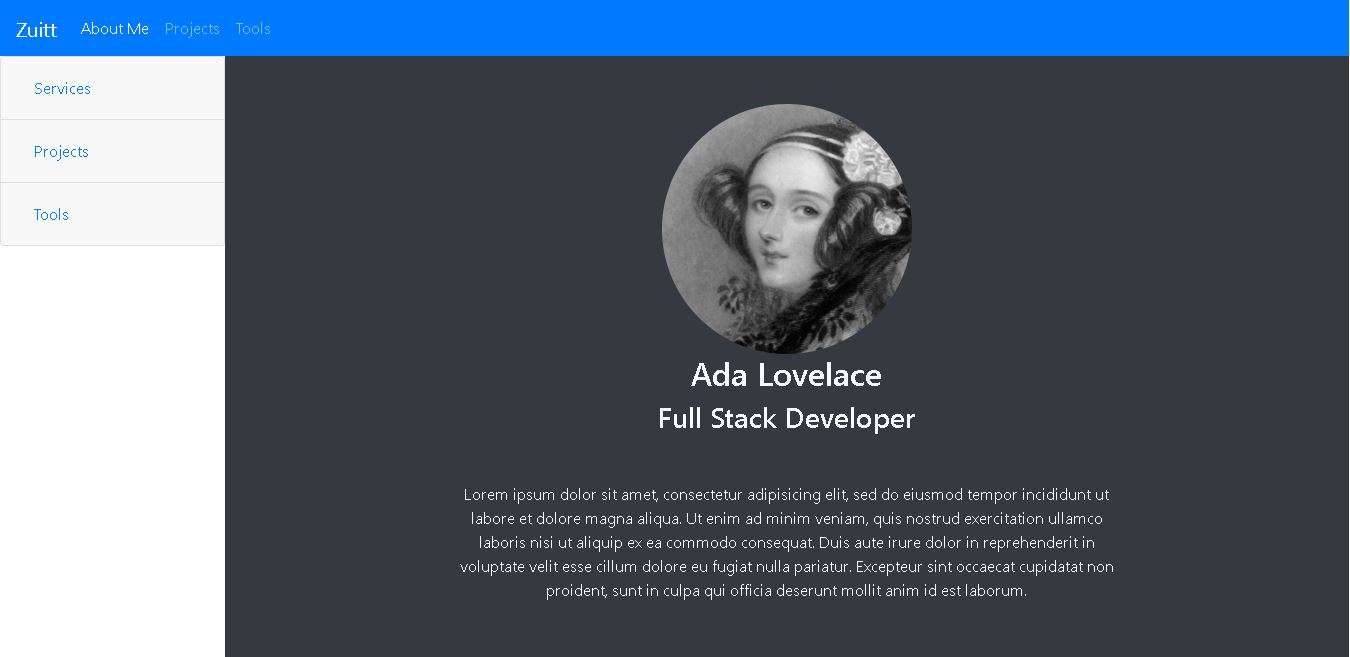 Zuitt About Me Projects Tools
Services
Projects
Tools
Ada Lovelace
Full Stack Developer
Lorem ipsum dolor sit amet, consectetur adipisicing elit, sed do eiusmod tempor incididunt ut
labore et dolore magna aliqua. Ut enim ad minim veniam, quis nostrud exercitation ullamco
laboris nisi ut aliquip ex ea commodo consequat. Duis aute irure dolor in reprehenderit in
voluptate velit esse cillum dolore eu fugiat nulla pariatur. Excepteur sint occaecat cupidatat non
proident, sunt in culpa qui officia deserunt mollit anim id est laborum.